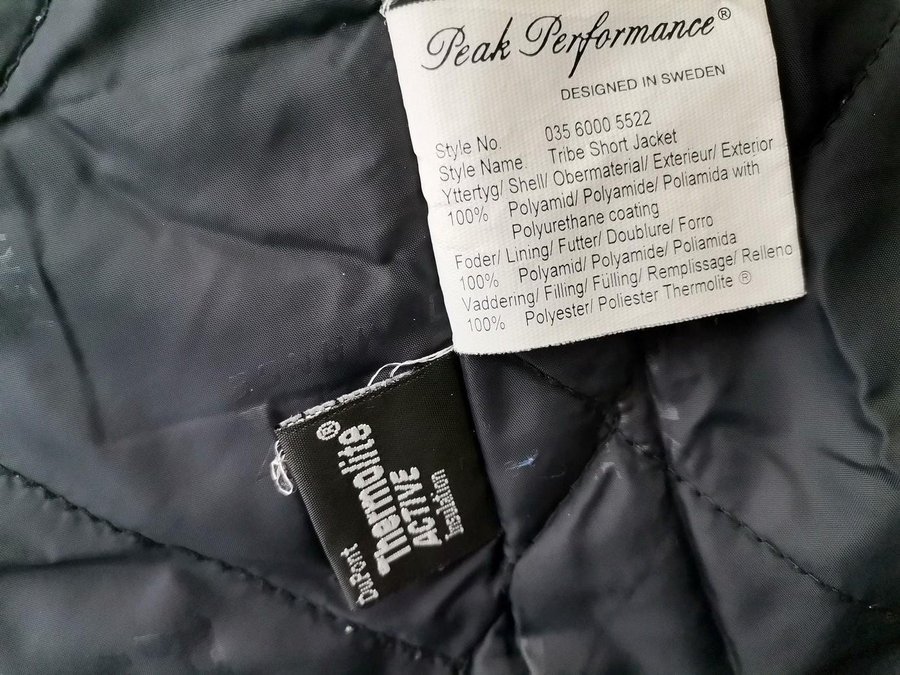 Peak Performance®
DESIGNED IN SWEDEN
Style No. 035 6000 5522
Style Name Tribe Short Jacket
Yttertyg/ Shell/ Obermaterial/ Exterieur/ Exterior
100% Polyamid/ Polyamide/ Poliamida with
Polyurethane coating
Foder/ Lining/ Futter/ Doublure/ Forro
100% Polyamid/ Polyamide/ Poliamida
Vaddering/ Filling/ Fülling/ Remplissage/ Relleno
100% Polyester/ Poliester Thermolite ®
DuPont
Thermolite®
ACTIVE
Insulation